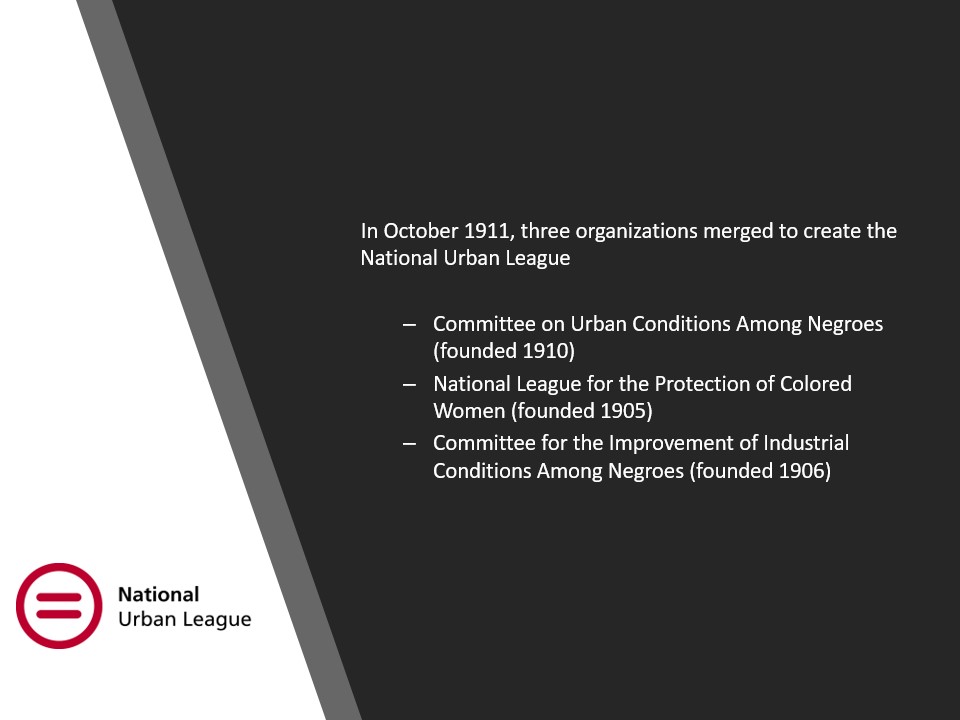 In October 1911, three organizations merged to create the
National Urban League
– Committee on Urban Conditions Among Negroes
(founded 1910)
– National League for the Protection of Colored
Women (founded 1905)
– Committee for the Improvement of Industrial
Conditions Among Negroes (founded 1906)
National
Urban League